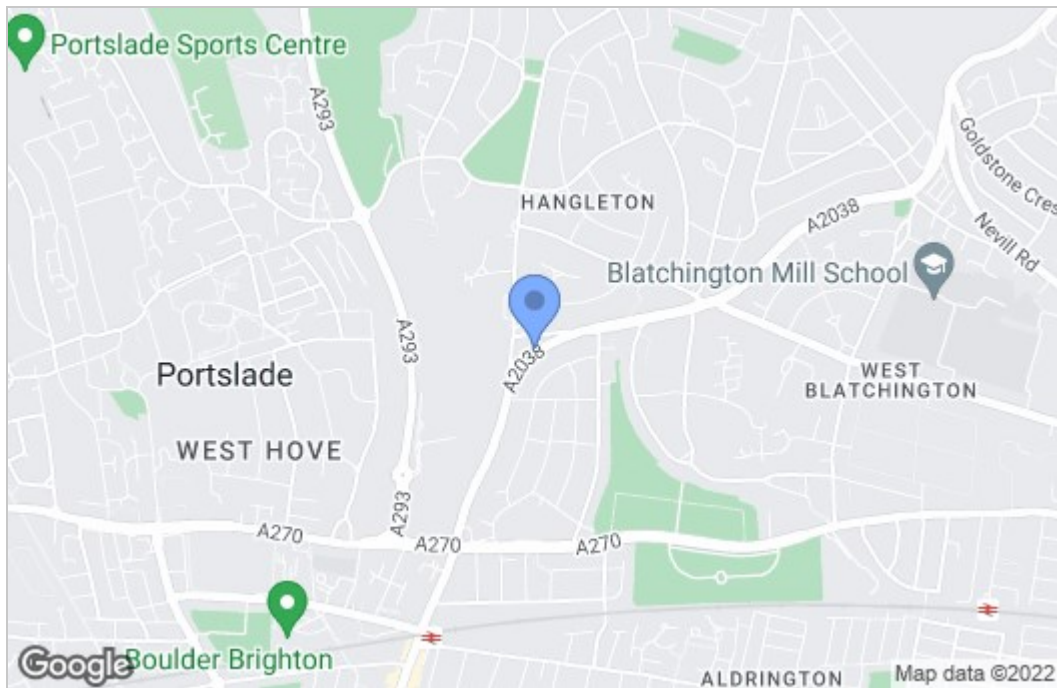 Portslade Sports Centre
A293
Goldstone Cres
HANGLETON
A2038
Nevill Rd
Blatchington Mill School
A293
A2038
Portslade
WEST
BLATCHINGTON
WEST HOVE
A293
A270
A270
A270
Boulder Brighton
Google
ALDRINGTON
Map data ©2022